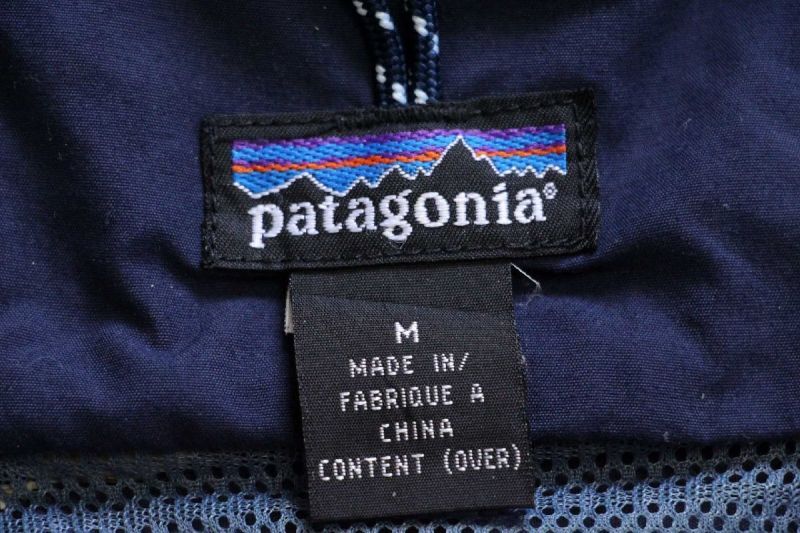 patagonia®
M
MADE IN/
FABRIQUE A
CHINA
CONTENT (OVER)